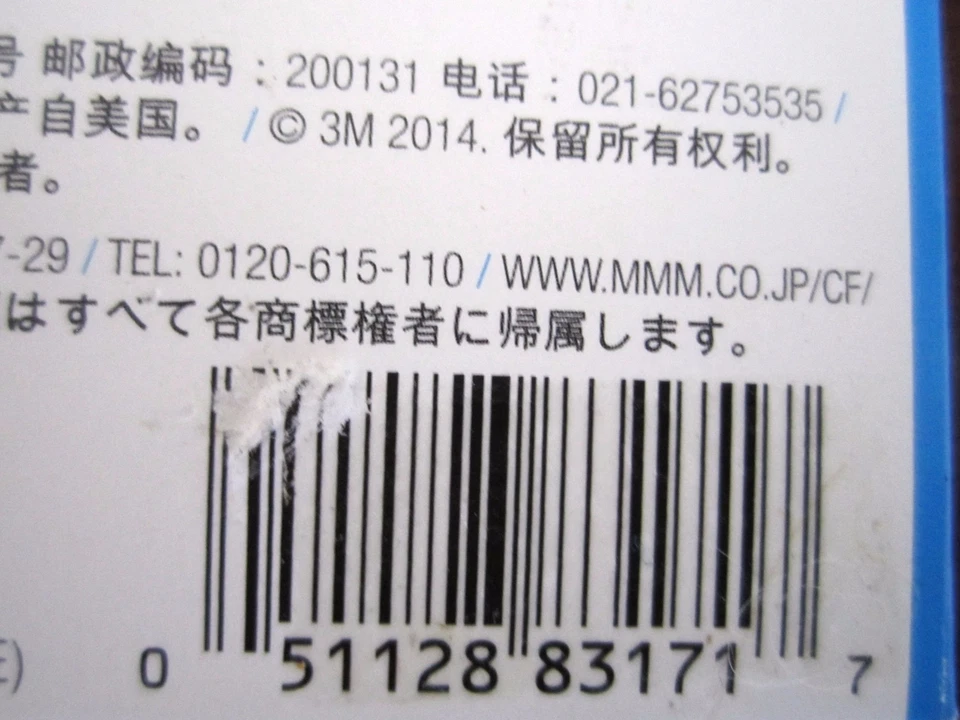 号 邮政编码：200131 电话：021-62753535 /
产自美国。 / © 3M 2014. 保留所有权利。
者。
7-29 / TEL: 0120-615-110 / WWW.MMM.CO.JP/CF/
はすべて各商標権者に帰属します。
E)
0 51128 83171 7